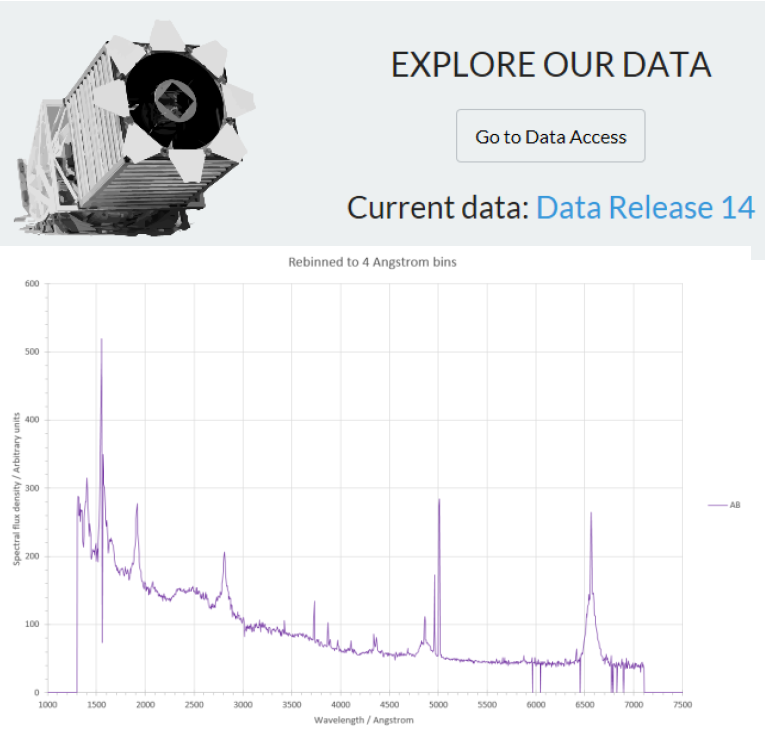 EXPLORE OUR DATA
Go to Data Access
Current data: Data Release 14
Rebinned to 4 Angstrom bins
600
500
400
300
200
100
0
Spectral flux density / Arbitrary units
AB
1000 1500 2000 2500 3000 3500 4000 4500 5000 5500 6000 6500 7000 7500
Wavelength / Angstrom